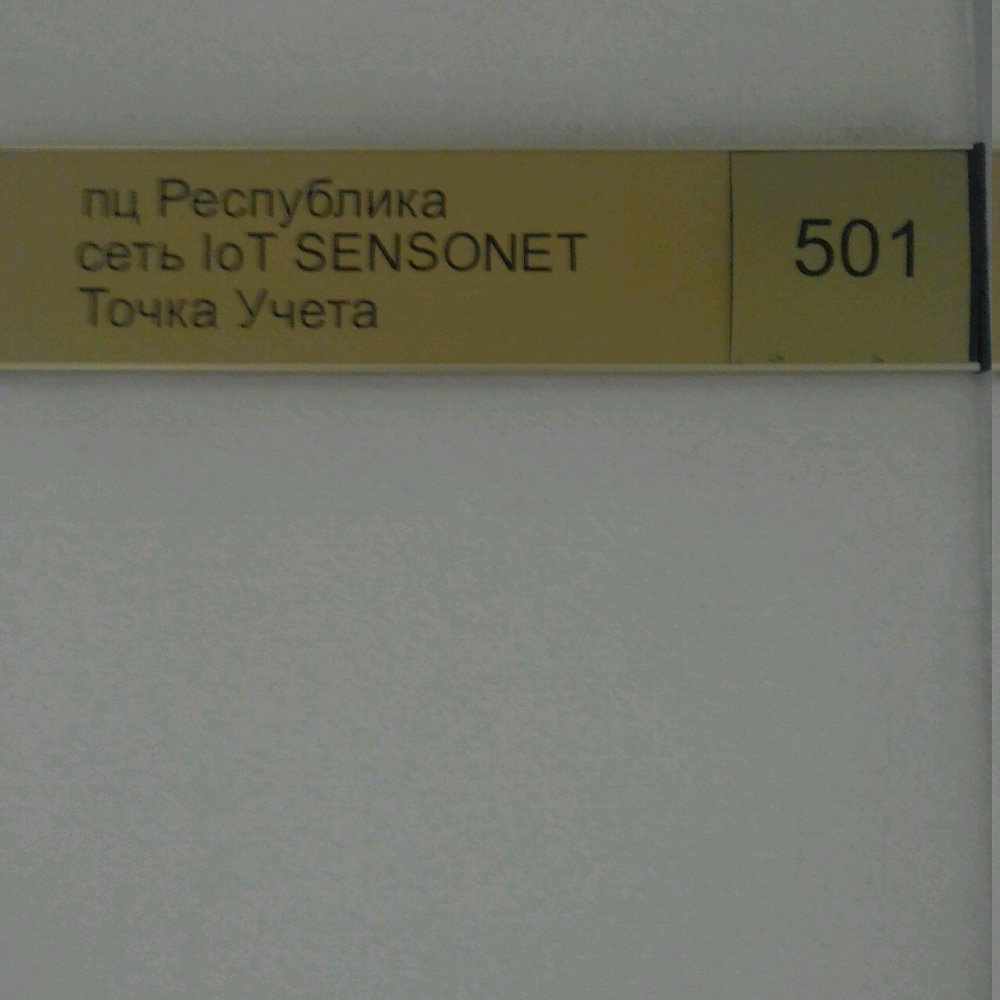 пц Республика
сеть IoT SENSONET
Точка Учета
501